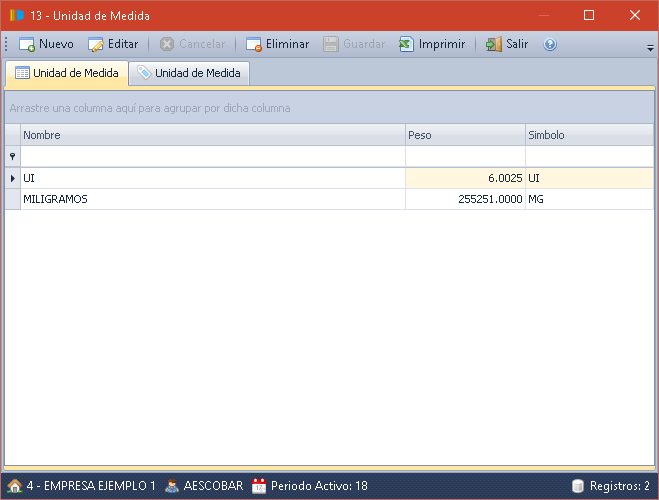 13 - Unidad de Medida
Nuevo Editar Cancelar Eliminar Guardar Imprimir Salir
Unidad de Medida Unidad de Medida
Arrastre una columna aquí para agrupar por dicha columna
Nombre Peso Simbolo
UI 6.0025 UI
MILIGRAMOS 255251.0000 MG
4 - EMPRESA EJEMPLO 1 AESCOBAR 12 Periodo Activo: 18 Registros: 2